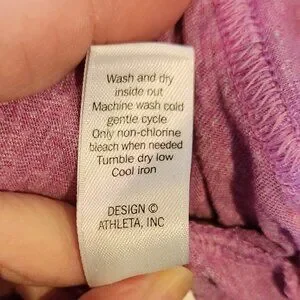 Wash and dry
inside out
Machine wash cold
gentle cycle
Only non-chlorine
bleach when needed
Tumble dry low
Cool iron
DESIGN ©
ATHLETA, INC